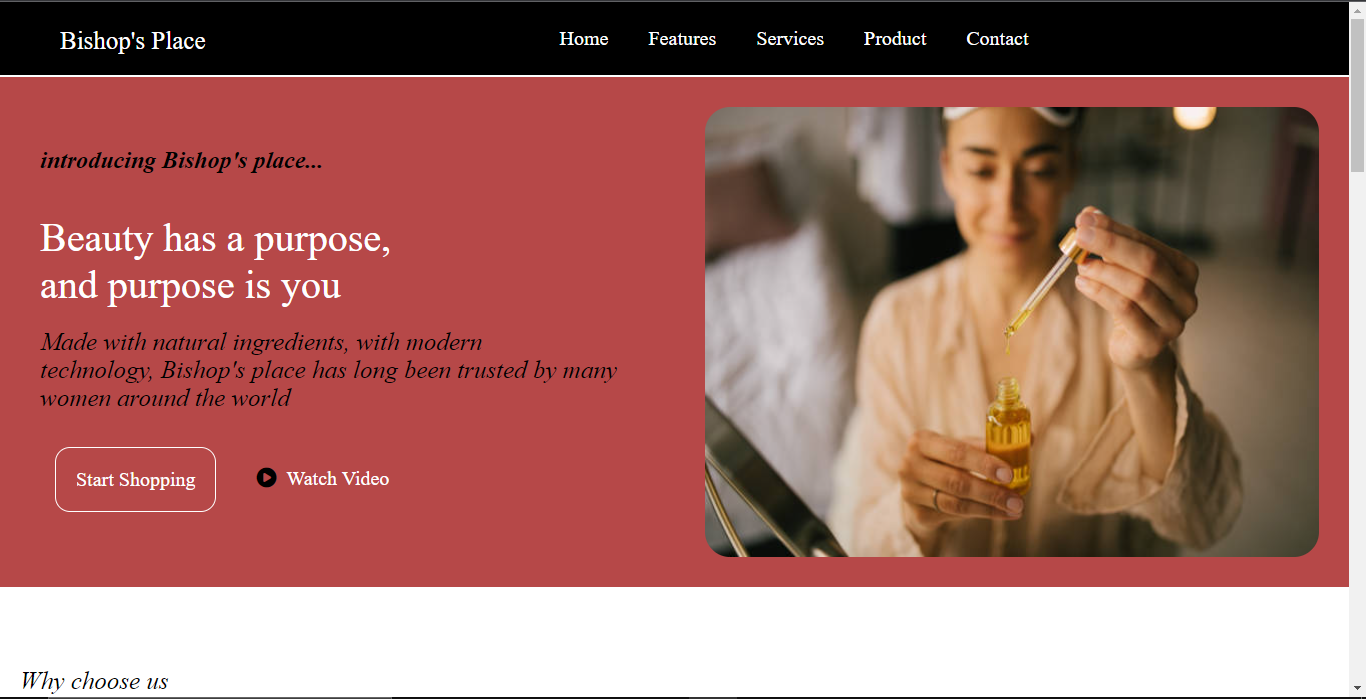 Bishop's Place
Home Features Services Product Contact
introducing Bishop's place...
Beauty has a purpose,
and purpose is you
Made with natural ingredients, with modern
technology, Bishop's place has long been trusted by many
women around the world
Start Shopping
Watch Video
Why choose us